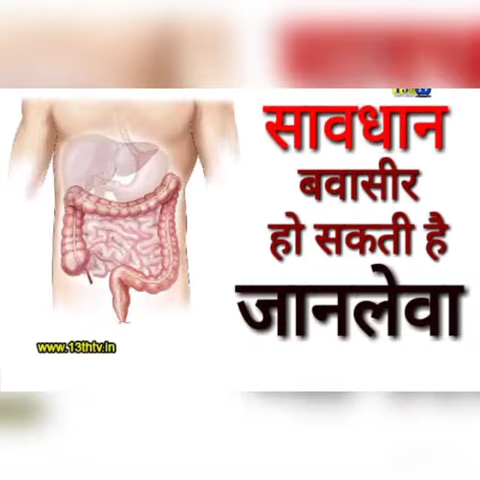 सावधान
बवासीर
हो सकती है
जानलेवा
www.13thtv.in